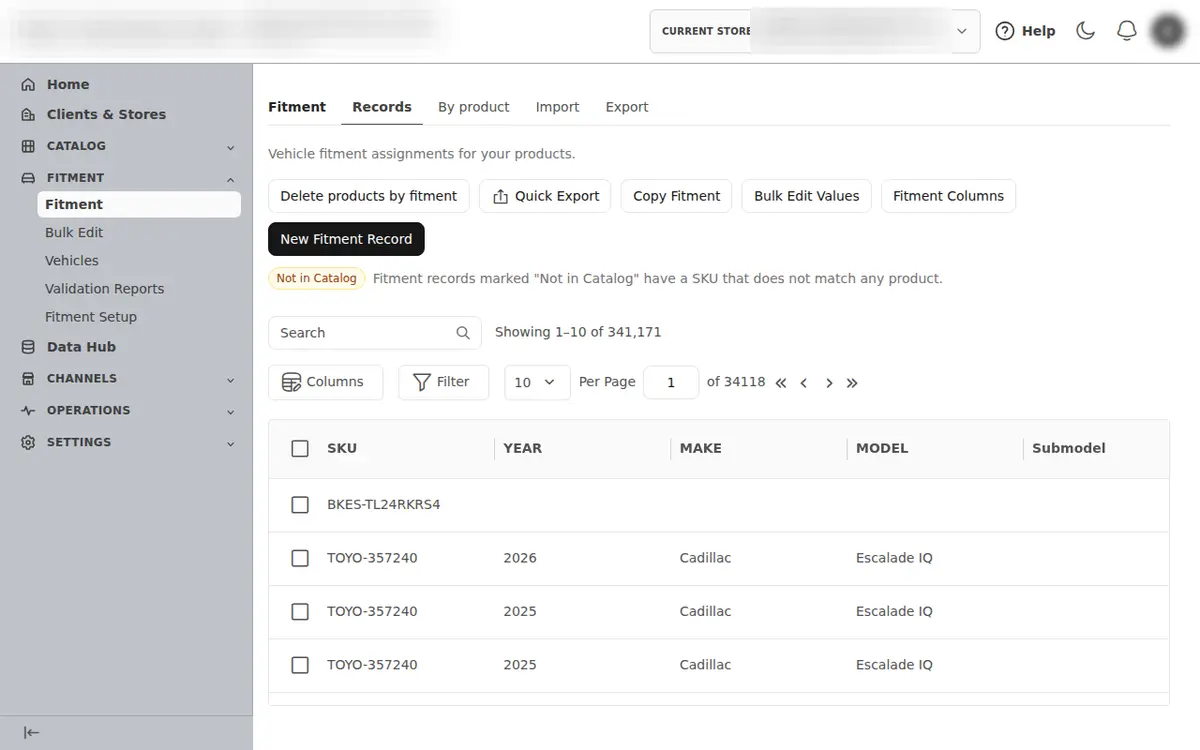 CURRENT STORE
Help
Home
Clients & Stores
CATALOG
FITMENT
Fitment
Bulk Edit
Vehicles
Validation Reports
Fitment Setup
Data Hub
CHANNELS
OPERATIONS
SETTINGS
Fitment Records By product Import Export
Vehicle fitment assignments for your products.
Delete products by fitment Quick Export Copy Fitment Bulk Edit Values Fitment Columns
New Fitment Record
Not in Catalog Fitment records marked "Not in Catalog" have a SKU that does not match any product.
Search Showing 1–10 of 341,171
Columns Filter 10 Per Page 1 of 34118
SKU YEAR MAKE MODEL Submodel
BKES-TL24RKRS4
TOYO-357240 2026 Cadillac Escalade IQ
TOYO-357240 2025 Cadillac Escalade IQ
TOYO-357240 2025 Cadillac Escalade IQ